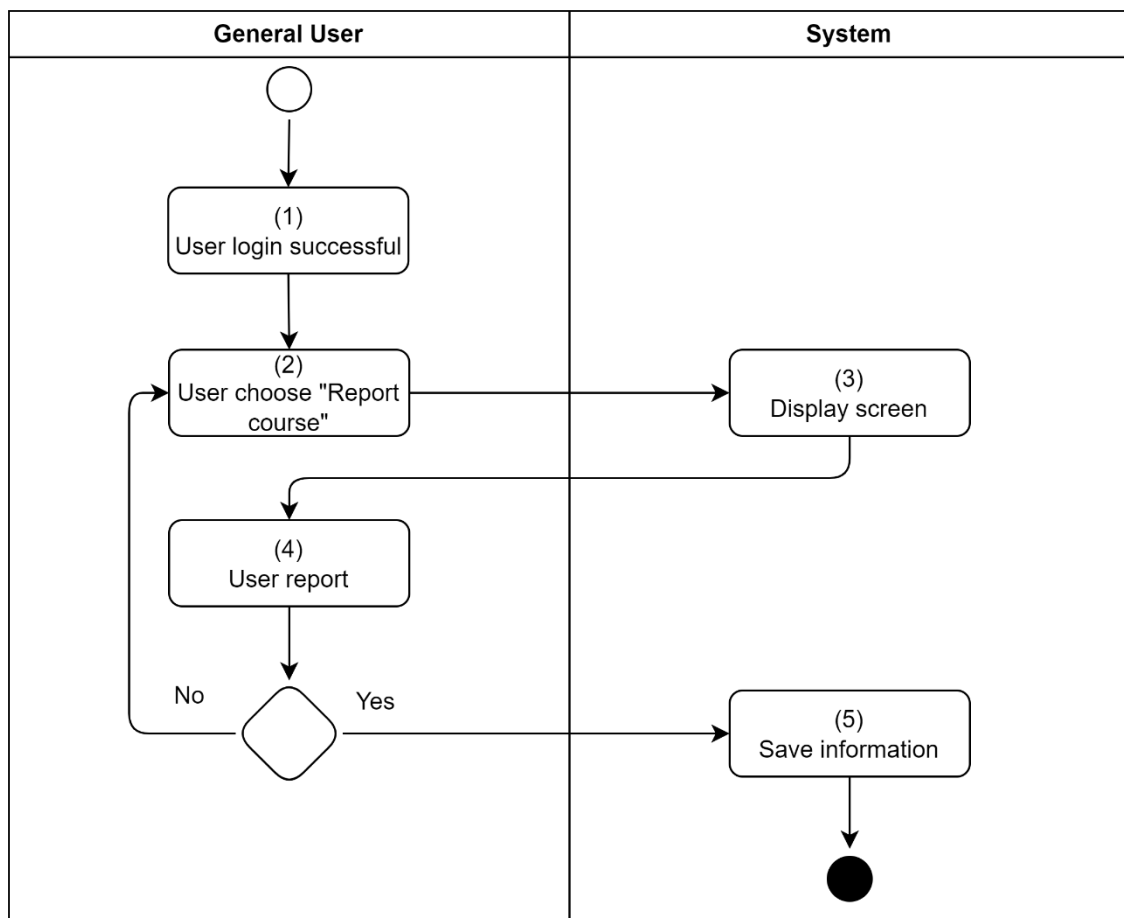 General User
System
(1)
User login successful
(2)
User choose "Report
course"
(3)
Display screen
(4)
User report
No
Yes
(5)
Save information